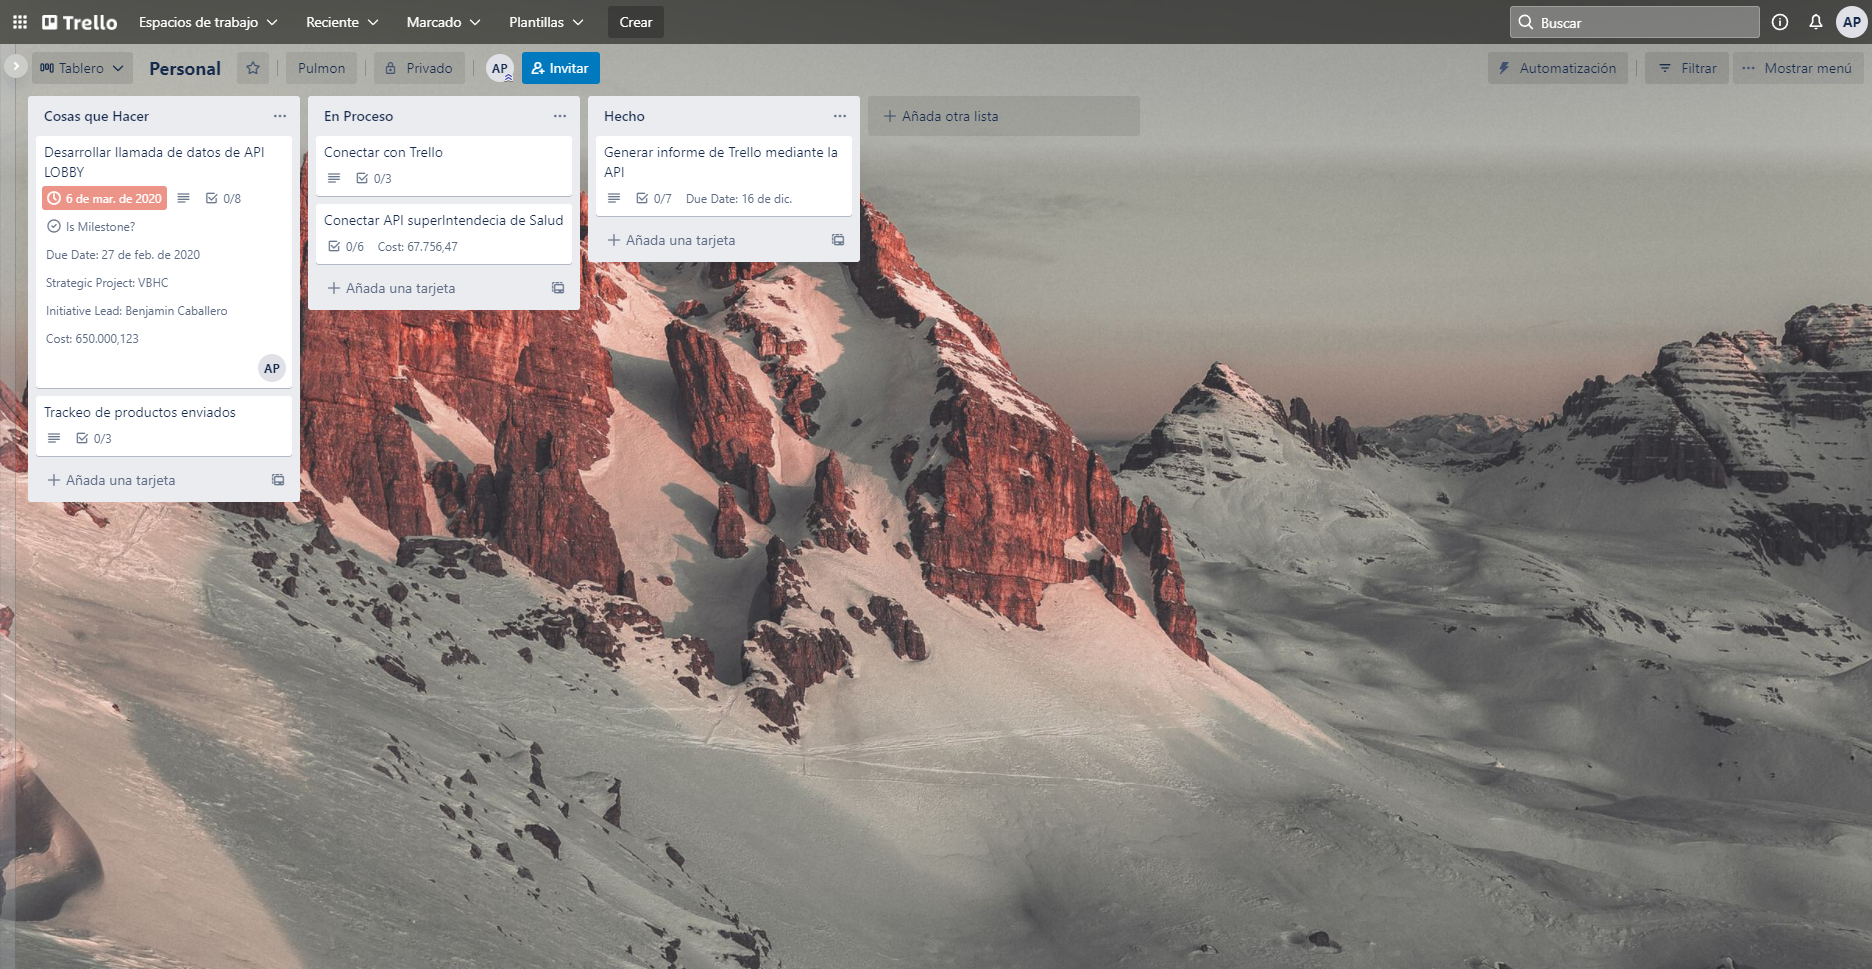 Trello
Espacios de trabajo
Reciente
Marcado
Plantillas
Crear
Buscar
AP
Tablero
Personal
Pulmon
Privado
AP
Invitar
Automatización
Filtrar
Mostrar menú
Cosas que Hacer
Desarrollar llamada de datos de API
LOBBY
6 de mar. de 2020
0/8
Is Milestone?
Due Date: 27 de feb. de 2020
Strategic Project: VBHC
Initiative Lead: Benjamin Caballero
Cost: 650.000,123
AP
Trackeo de productos enviados
0/3
Añada una tarjeta
En Proceso
Conectar con Trello
0/3
Conectar API superIntendecia de Salud
0/6 Cost: 67.756,47
Añada una tarjeta
Hecho
Generar informe de Trello mediante la
API
0/7 Due Date: 16 de dic.
Añada una tarjeta
Añada otra lista